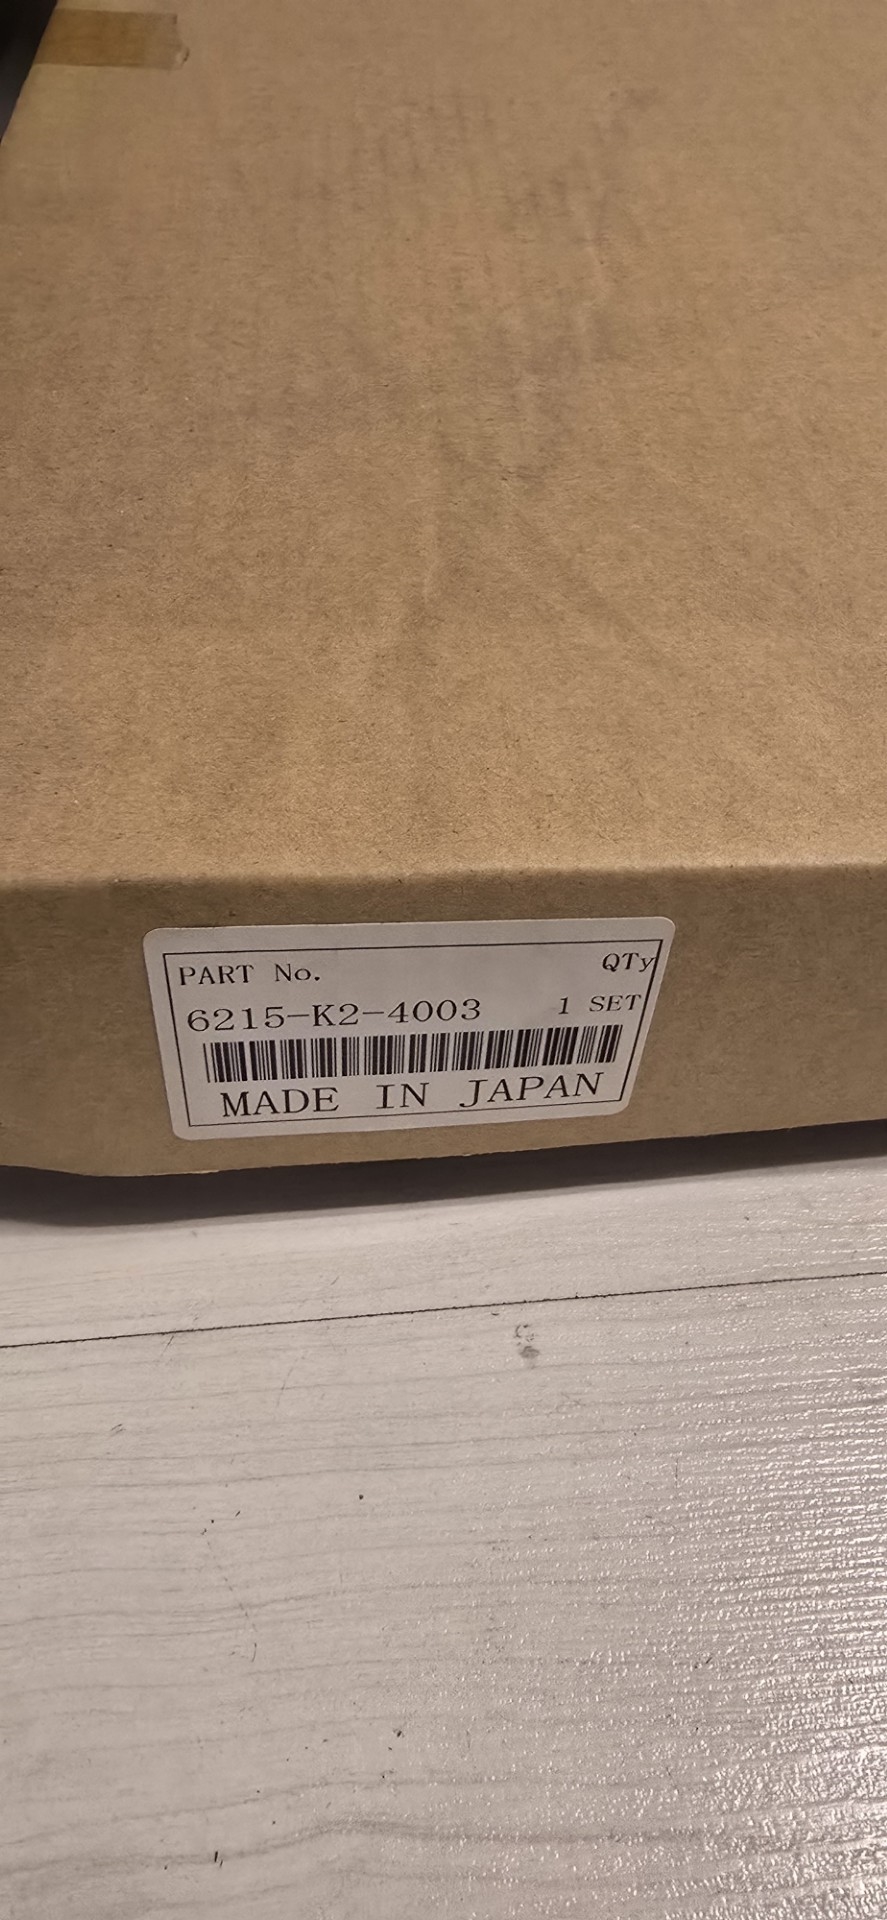 PART No. QTy
6215-K2-4003 1 SET
MADE IN JAPAN